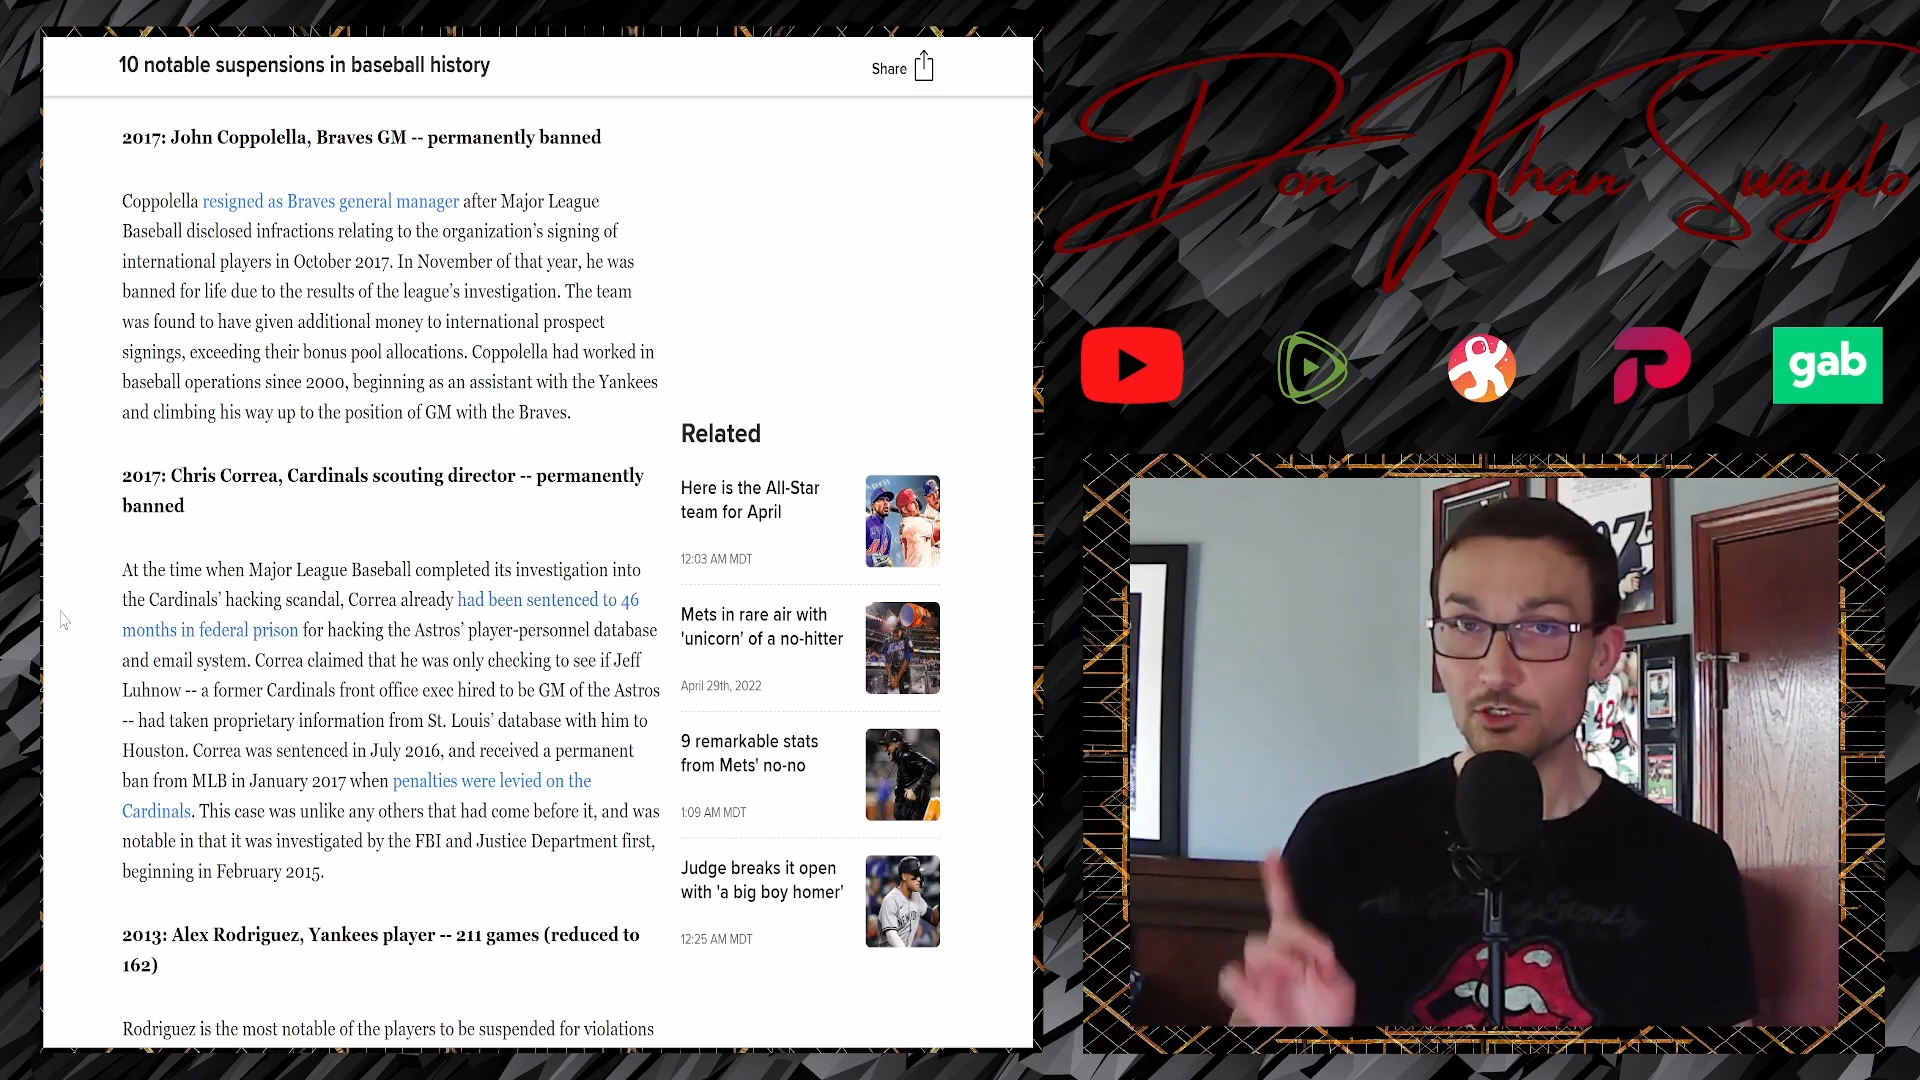 10 notable suspensions in baseball history
Share
2017: John Coppolella, Braves GM -- permanently banned
Coppolella resigned as Braves general manager after Major League
Baseball disclosed infractions relating to the organization’s signing of
international players in October 2017. In November of that year, he was
banned for life due to the results of the league’s investigation. The team
was found to have given additional money to international prospect
signings, exceeding their bonus pool allocations. Coppolella had worked in
baseball operations since 2000, beginning as an assistant with the Yankees
and climbing his way up to the position of GM with the Braves.
2017: Chris Correa, Cardinals scouting director -- permanently
banned
At the time when Major League Baseball completed its investigation into
the Cardinals’ hacking scandal, Correa already had been sentenced to 46
months in federal prison for hacking the Astros’ player-personnel database
and email system. Correa claimed that he was only checking to see if Jeff
Luhnow -- a former Cardinals front office exec hired to be GM of the Astros
-- had taken proprietary information from St. Louis’ database with him to
Houston. Correa was sentenced in July 2016, and received a permanent
ban from MLB in January 2017 when penalties were levied on the
Cardinals. This case was unlike any others that had come before it, and was
notable in that it was investigated by the FBI and Justice Department first,
beginning in February 2015.
2013: Alex Rodriguez, Yankees player -- 211 games (reduced to
162)
Rodriguez is the most notable of the players to be suspended for violations
Related
Here is the All-Star
team for April
12:03 AM MDT
Mets in rare air with
'unicorn' of a no-hitter
April 29th, 2022
9 remarkable stats
from Mets' no-no
1:09 AM MDT
Judge breaks it open
with 'a big boy homer'
12:25 AM MDT
Don Khan Swaylo
gab
The Rolling Stones
42